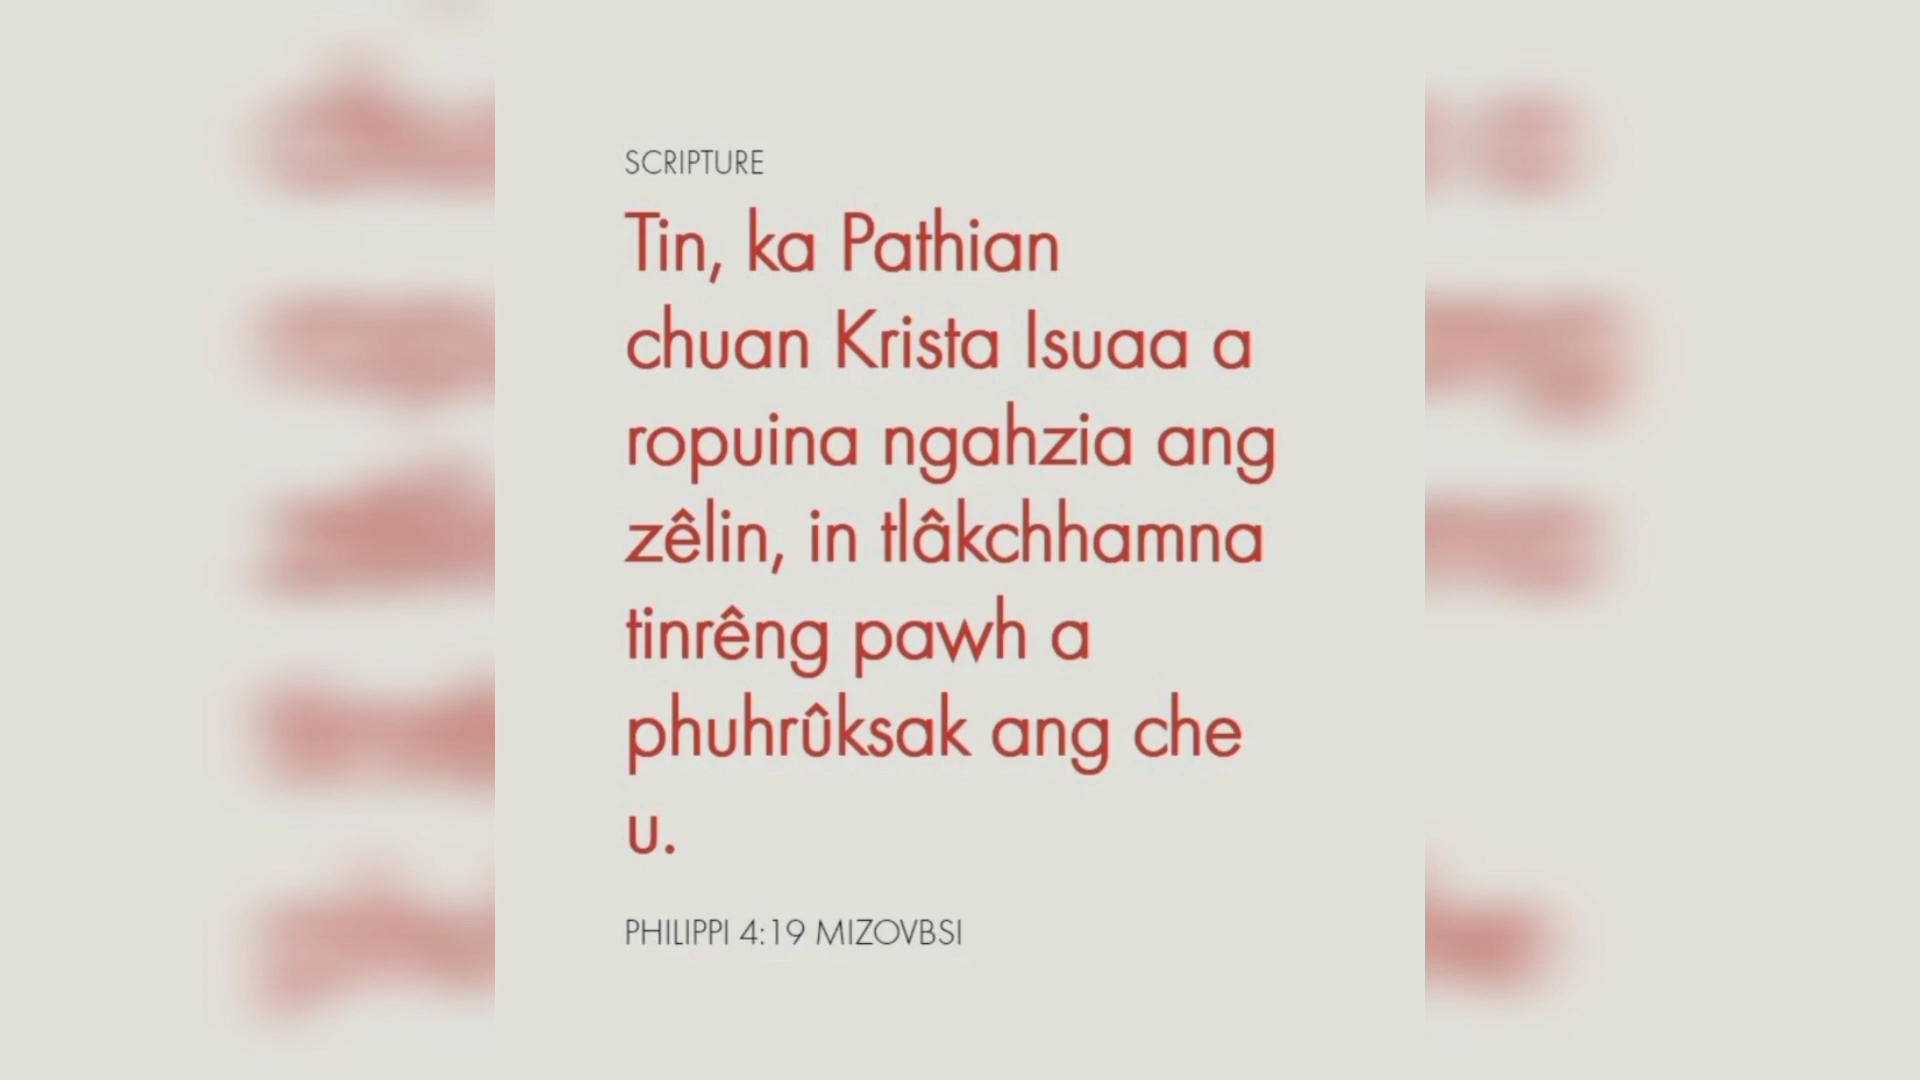 SCRIPTURE
Tin, ka Pathian
chuan Krista Isuaa a
ropuina ngahzia ang
zêlin, in tlâkchhamna
tinrêng pawh a
phuhrûksak ang che
u.
PHILIPPI 4:19 MIZOVBSI